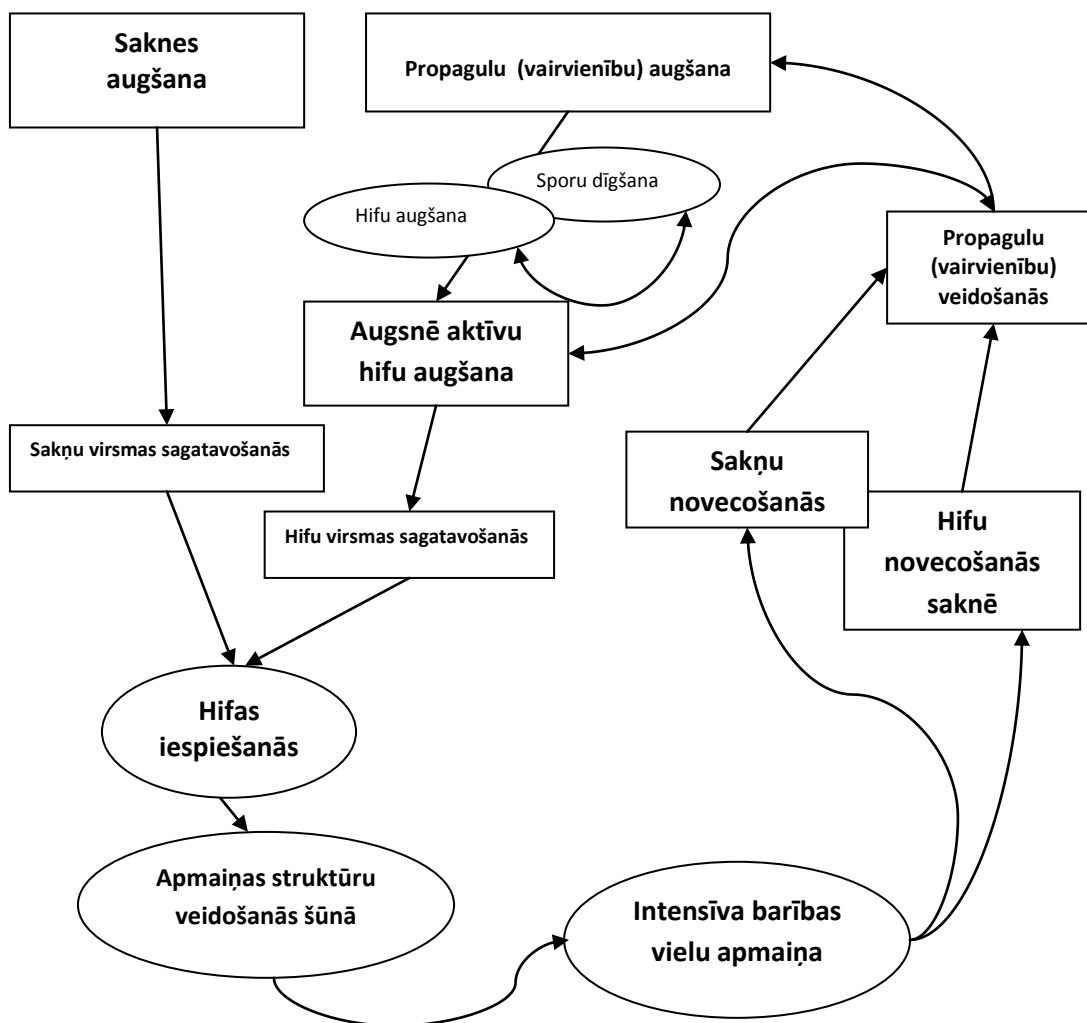 Saknes
augšana
Propagulu (vairvienību) augšana
Sporu dīgšana
Hifu augšana
Propagulu
(vairvienību)
veidošanās
Augsnē aktīvu
hifu augšana
Sakņu virsmas sagatavošanās
Sakņu
novecošanās
Hifu virsmas sagatavošanās
Hifu
novecošanās
saknē
Hifas
iespiešanās
Apmaiņas struktūru
veidošanās šūnā
Intensīva barības
vielu apmaiņa